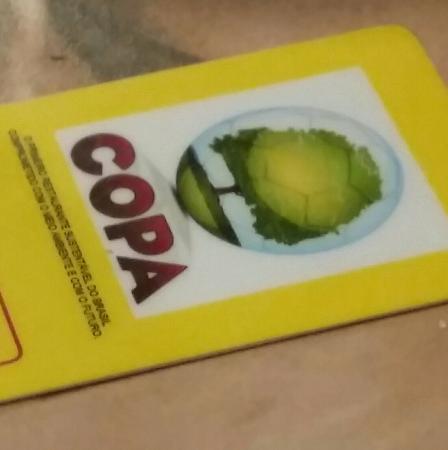 COPA
O PRIMEIRO RESTAURANTE SUSTENTÁVEL DO BRASIL
COMPROMETIDO COM O MEIO AMBIENTE E COM O FUTURO.